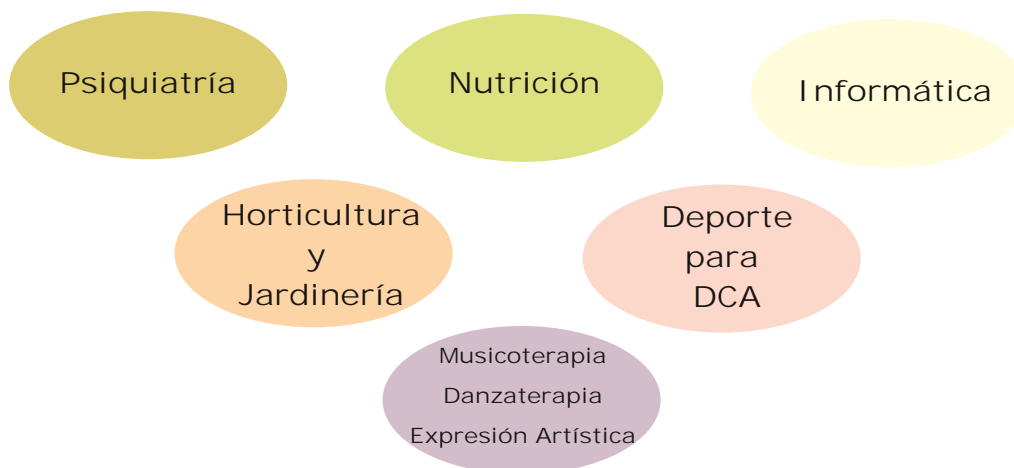 Psiquiatría
Nutrición
Informática
Horticultura
y
Jardinería
Deporte
para
DCA
Musicoterapia
Danzaterapia
Expresión Artística